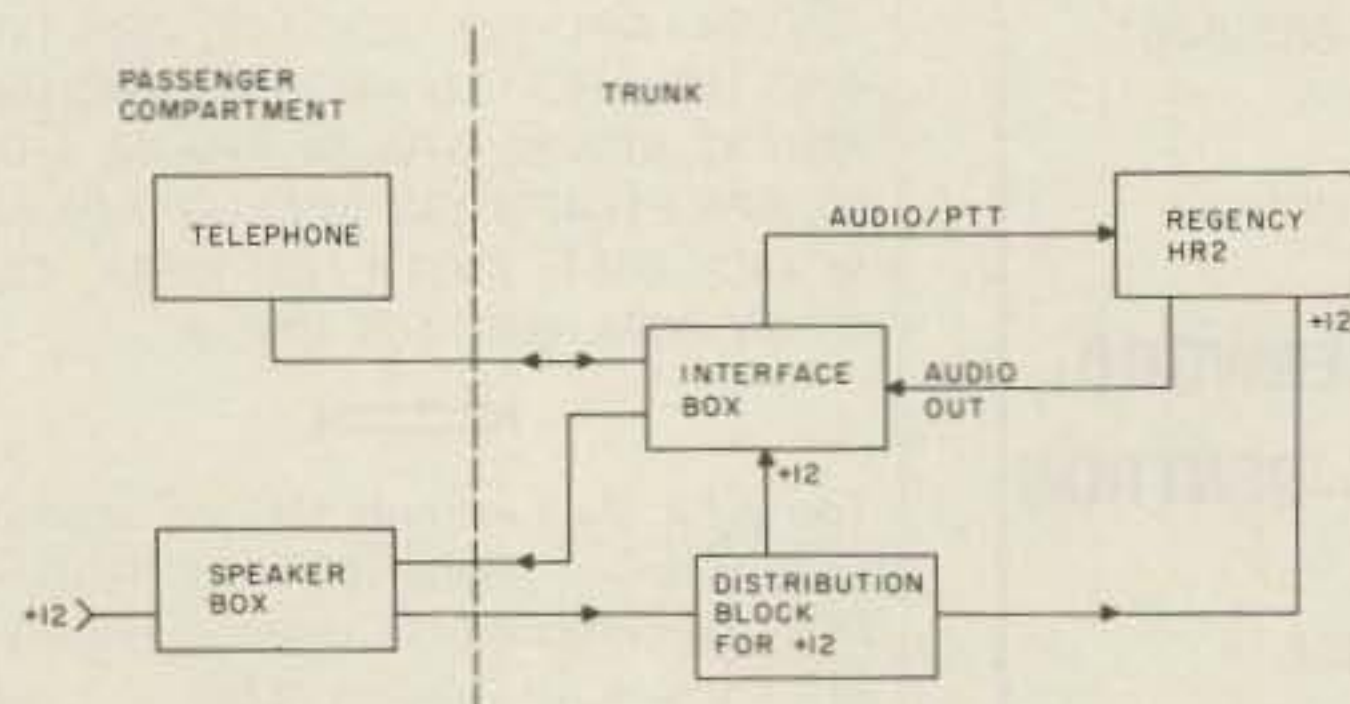 PASSENGER
COMPARTMENT
TRUNK
TELEPHONE
AUDIO/PTT
REGENCY
HR2
+12
INTERFACE
BOX
AUDIO
OUT
+12
SPEAKER
BOX
+12
DISTRIBUTION
BLOCK
FOR +12